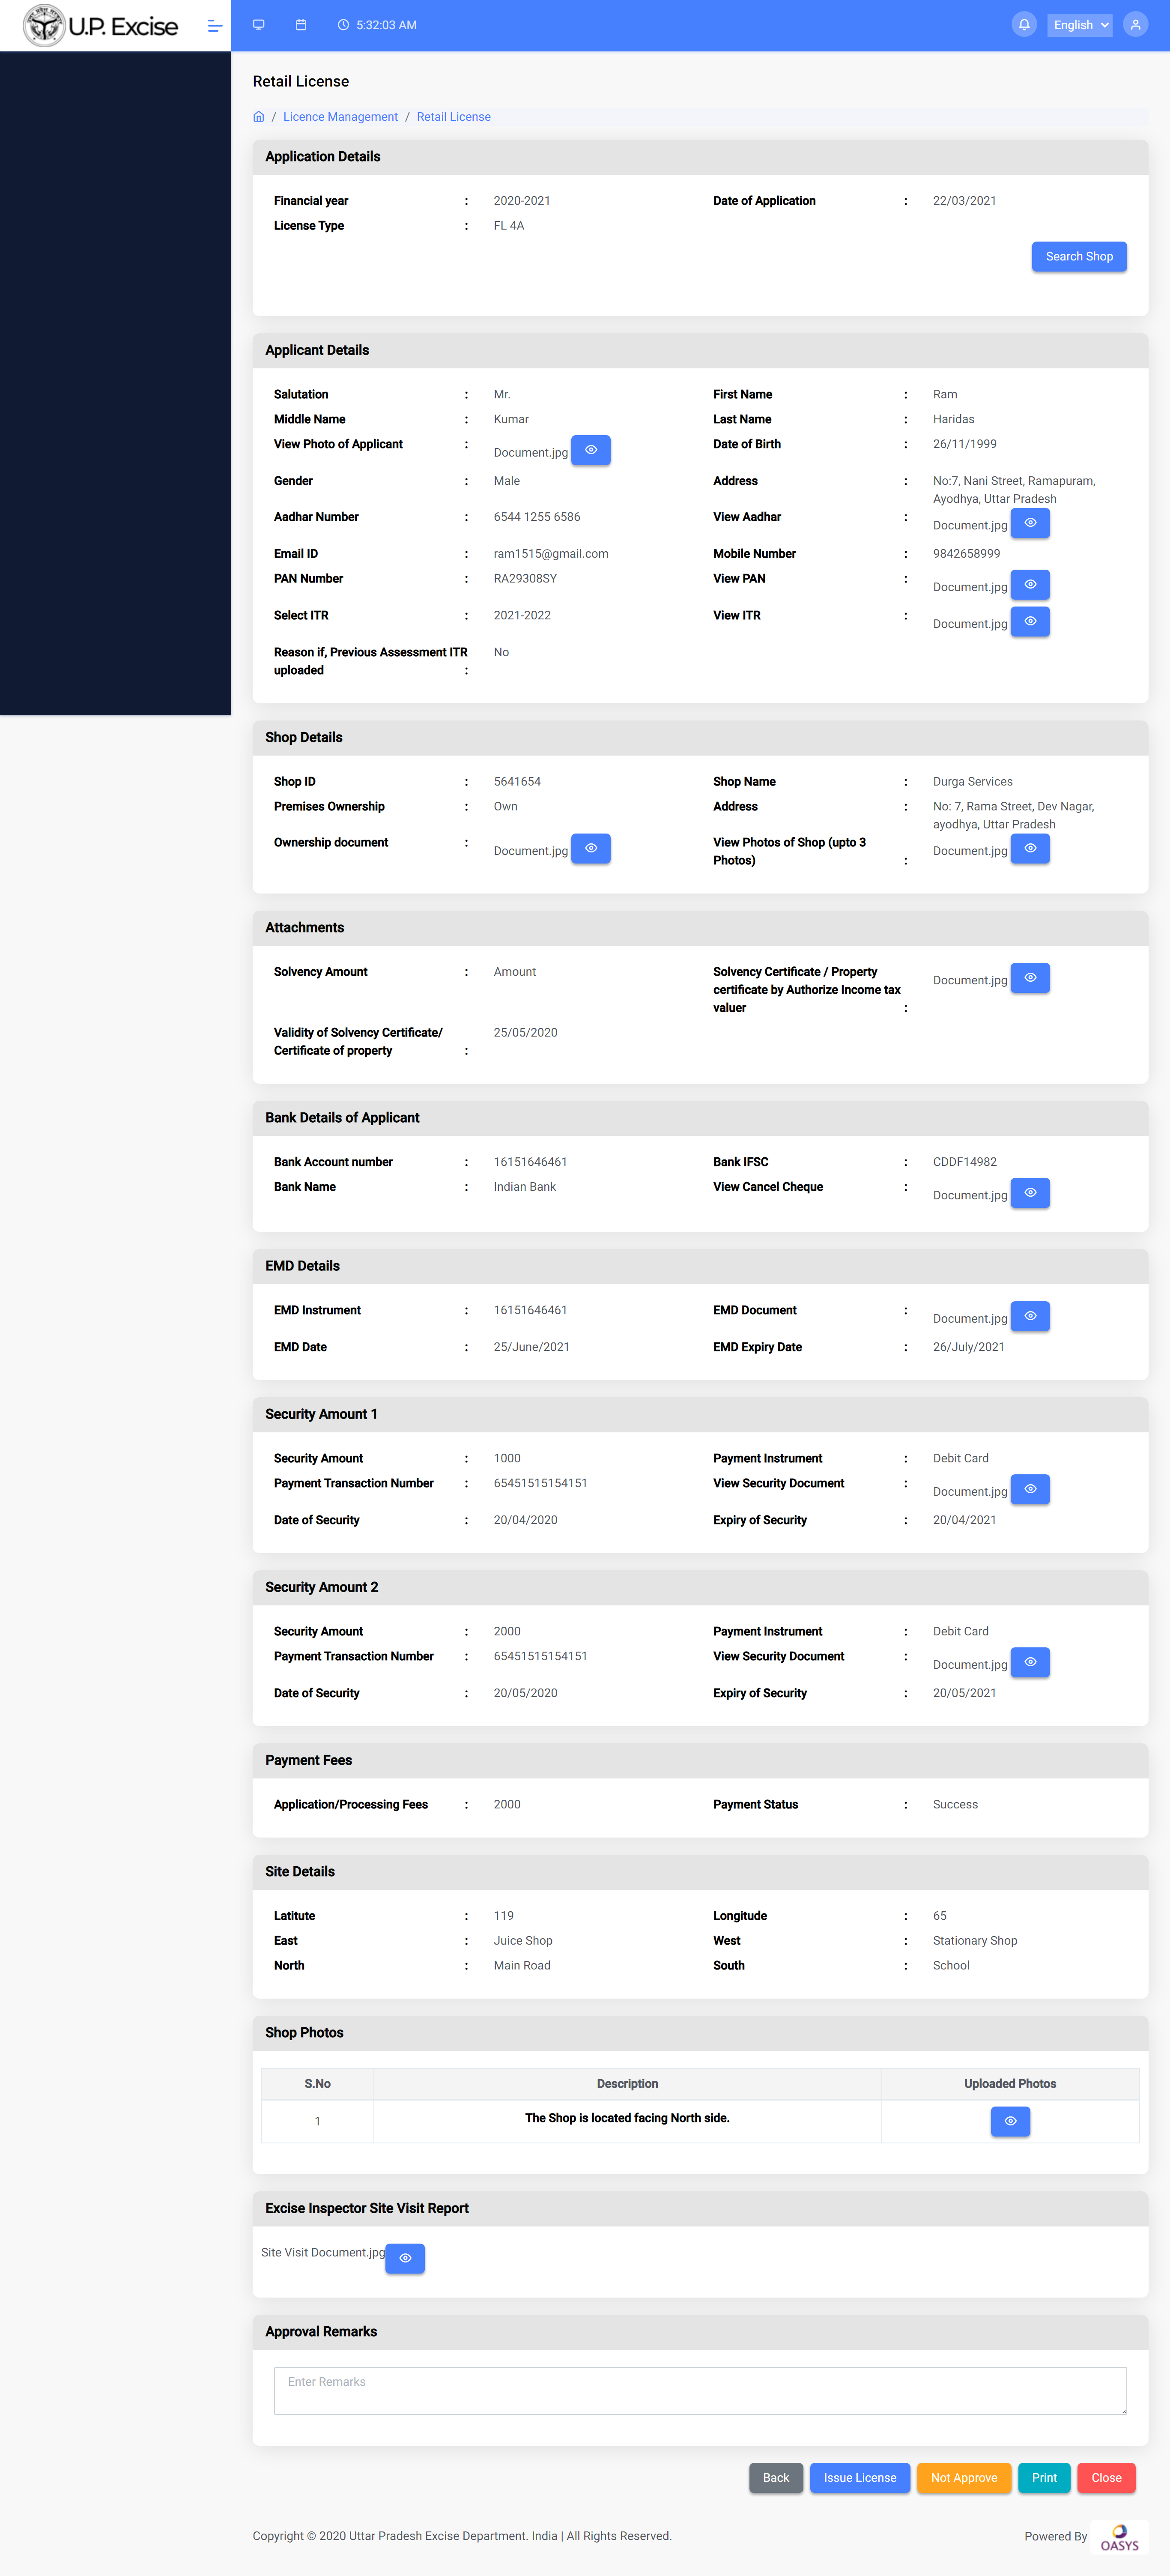 U.P. Excise
5:32:03 AM
English
Retail License
/ Licence Management / Retail License
Application Details
Financial year : 2020-2021 Date of Application : 22/03/2021
License Type : FL 4A
Search Shop
Applicant Details
Salutation : Mr. First Name : Ram
Middle Name : Kumar Last Name : Haridas
View Photo of Applicant : Document.jpg Date of Birth : 26/11/1999
Gender : Male Address : No:7, Nani Street, Ramapuram,
Ayodhya, Uttar Pradesh
Aadhar Number : 6544 1255 6586 View Aadhar : Document.jpg
Email ID : ram1515@gmail.com Mobile Number : 9842658999
PAN Number : RA29308SY View PAN : Document.jpg
Select ITR : 2021-2022 View ITR : Document.jpg
Reason if, Previous Assessment ITR No
uploaded :
Shop Details
Shop ID : 5641654 Shop Name : Durga Services
Premises Ownership : Own Address : No: 7, Rama Street, Dev Nagar,
ayodhya, Uttar Pradesh
Ownership document : Document.jpg View Photos of Shop (upto 3 Document.jpg
Photos) :
Attachments
Solvency Amount : Amount Solvency Certificate / Property Document.jpg
certificate by Authorize Income tax
valuer :
Validity of Solvency Certificate/ 25/05/2020
Certificate of property :
Bank Details of Applicant
Bank Account number : 16151646461 Bank IFSC : CDDF14982
Bank Name : Indian Bank View Cancel Cheque : Document.jpg
EMD Details
EMD Instrument : 16151646461 EMD Document : Document.jpg
EMD Date : 25/June/2021 EMD Expiry Date : 26/July/2021
Security Amount 1
Security Amount : 1000 Payment Instrument : Debit Card
Payment Transaction Number : 65451515154151 View Security Document : Document.jpg
Date of Security : 20/04/2020 Expiry of Security : 20/04/2021
Security Amount 2
Security Amount : 2000 Payment Instrument : Debit Card
Payment Transaction Number : 65451515154151 View Security Document : Document.jpg
Date of Security : 20/05/2020 Expiry of Security : 20/05/2021
Payment Fees
Application/Processing Fees : 2000 Payment Status : Success
Site Details
Latitute : 119 Longitude : 65
East : Juice Shop West : Stationary Shop
North : Main Road South : School
Shop Photos
S.No Description Uploaded Photos
1 The Shop is located facing North side.
Excise Inspector Site Visit Report
Site Visit Document.jpg
Approval Remarks
Enter Remarks
Back Issue License Not Approve Print Close
Copyright © 2020 Uttar Pradesh Excise Department. India | All Rights Reserved. Powered By OASYS